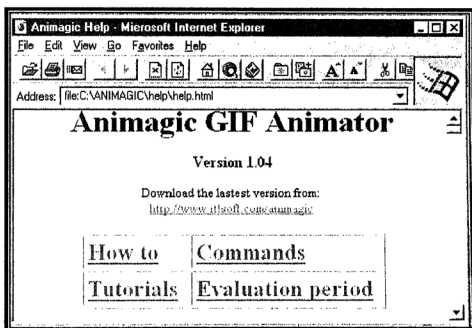 Animagic Help - Microsoft Internet Explorer
File Edit View Go Favorites Help
Address: file:C:\ANIMAGIC\help\help.html
Animagic GIF Animator
Version 1.04
Download the lastest version from:
http://www.rtlsoft.com/animagic
How to Commands
Tutorials Evaluation period